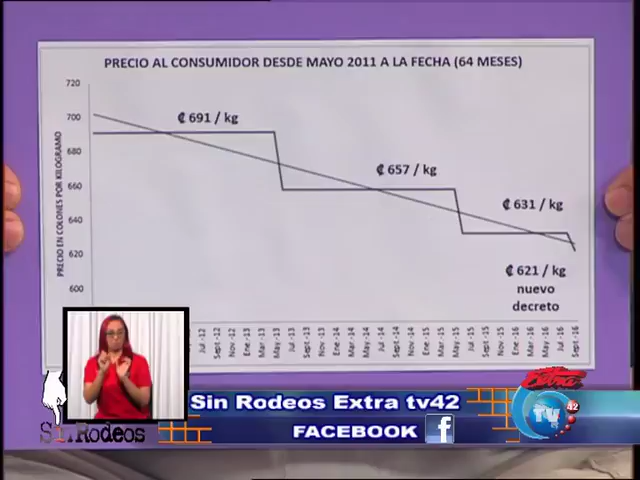 PRECIO AL CONSUMIDOR DESDE MAYO 2011 A LA FECHA (64 MESES)
PRECIO EN COLONES POR KILOGRAMO
720
700
680
660
640
620
600
₡ 691 / kg
₡ 657 / kg
₡ 631 / kg
₡ 621 / kg
nuevo
decreto
Jul.-12
Sept.-12
Nov.-12
Ene.-13
Mar.-13
May.-13
Jul.-13
Sept.-13
Nov.-13
Ene.-14
Mar.-14
May.-14
Jul.-14
Sept.-14
Nov.-14
Ene.-15
Mar.-15
May.-15
Jul.-15
Sept.-15
Nov.-15
Ene.-16
Mar.-16
May.-16
Jul.-16
Sept.-16
Sin Rodeos
Sin Rodeos Extra tv42
FACEBOOK f
Extra
TV 42